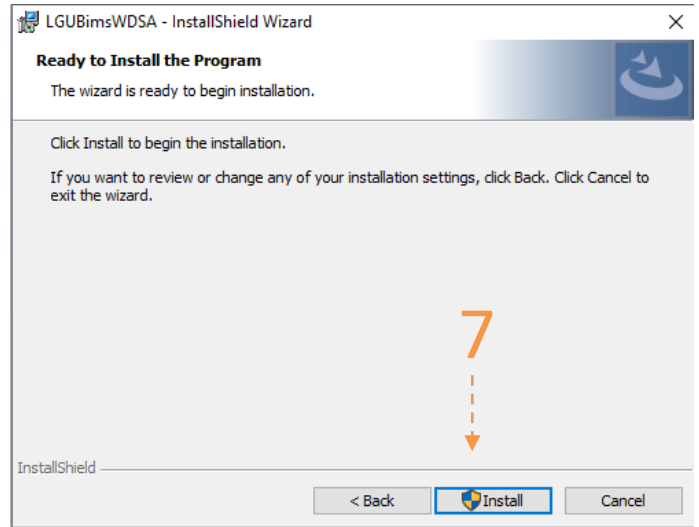 LGUBimsWDSA - InstallShield Wizard
Ready to Install the Program
The wizard is ready to begin installation.
Click Install to begin the installation.
If you want to review or change any of your installation settings, click Back. Click Cancel to
exit the wizard.
7
InstallShield
< Back Install Cancel